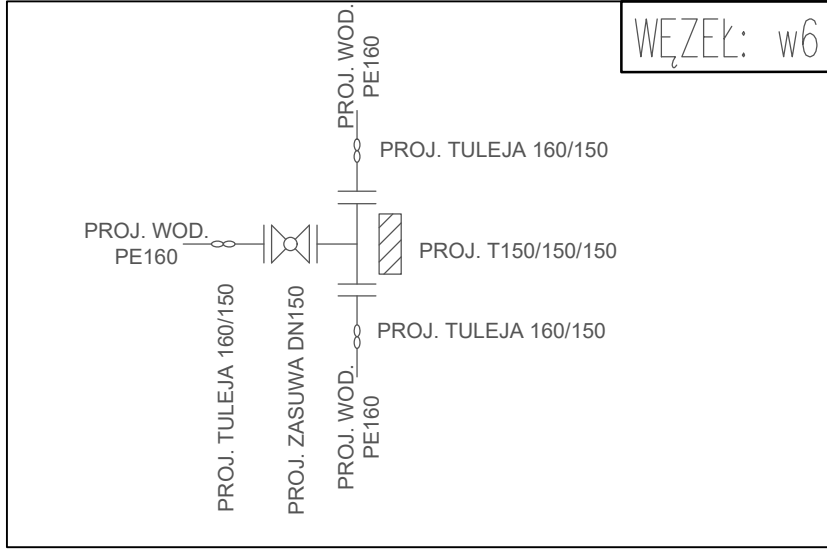 WĘZEŁ: w6
PROJ. WOD.
PE160
PROJ. TULEJA 160/150
PROJ. WOD.
PE160
PROJ. T150/150/150
PROJ. TULEJA 160/150
PROJ. ZASUWA DN150
PROJ. TULEJA 160/150
PROJ. WOD.
PE160